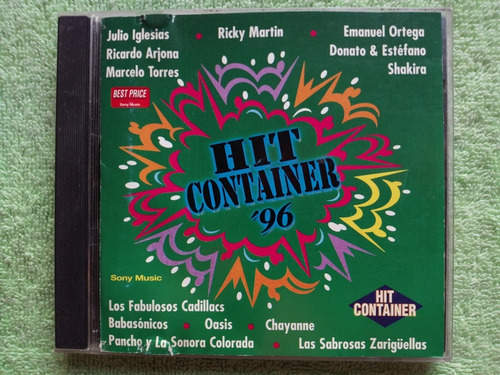 Julio Iglesias • Ricky Martin • Emanuel Ortega
Ricardo Arjona Donato & Estéfano
Marcelo Torres Shakira
BEST PRICE
Sony Music
HIT
CONTAINER
'96
Sony Music
HIT
CONTAINER
Los Fabulosos Cadillacs
Babasónicos • Oasis • Chayanne
Pancho y La Sonora Colorada • Las Sabrosas Zarigüellas